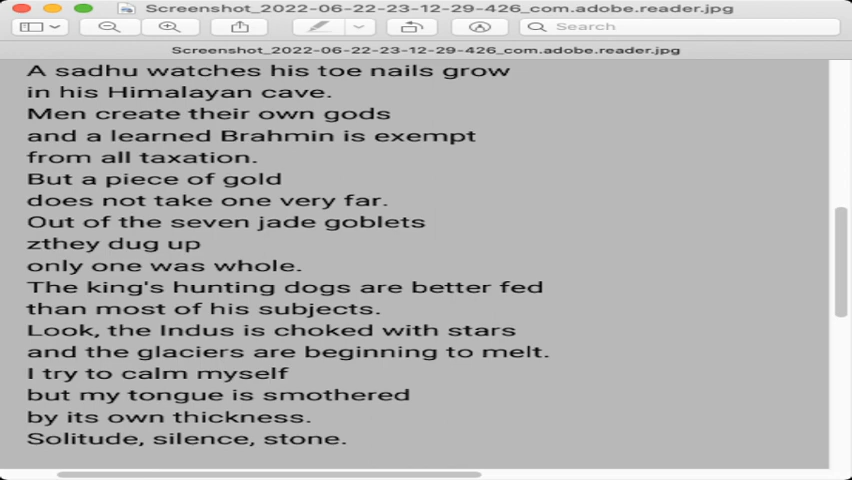 Screenshot_2022-06-22-23-12-29-426_com.adobe.reader.jpg
Search
Screenshot_2022-06-22-23-12-29-426_com.adobe.reader.jpg
A sadhu watches his toe nails grow
in his Himalayan cave.
Men create their own gods
and a learned Brahmin is exempt
from all taxation.
But a piece of gold
does not take one very far.
Out of the seven jade goblets
zthey dug up
only one was whole.
The king's hunting dogs are better fed
than most of his subjects.
Look, the Indus is choked with stars
and the glaciers are beginning to melt.
I try to calm myself
but my tongue is smothered
by its own thickness.
Solitude, silence, stone.